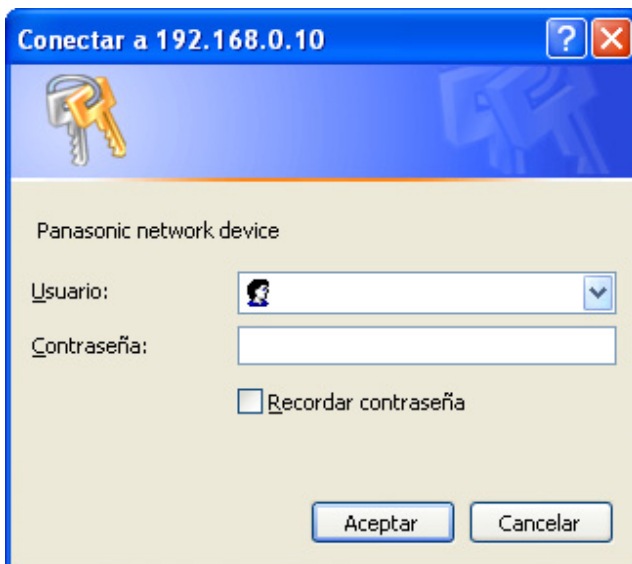 Conectar a 192.168.0.10
Panasonic network device
Usuario:
Contraseña:
Recordar contraseña
Aceptar
Cancelar